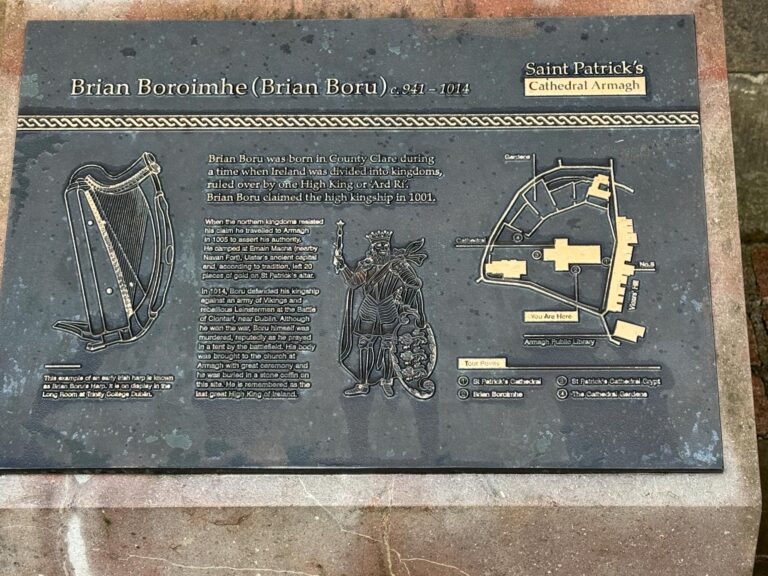 Brian Boroimhe (Brian Boru) c.941 – 1014
Saint Patrick's
Cathedral Armagh
Brian Boru was born in County Clare during
a time when Ireland was divided into kingdoms,
ruled over by one High King or 'Ard Ri'.
Brian Boru claimed the high kingship in 1001.
When the northern kingdoms resisted
his claim he travelled to Armagh
in 1005 to assert his authority.
He camped at Emain Macha (nearby
Navan Fort), Ulster's ancient capital
and, according to tradition, left 20
pieces of gold on St Patrick's altar.
In 1014, Boru defended his kingship
against an army of Vikings and
rebellious Leinstermen at the Battle
of Clontarf, near Dublin. Although
he won the war, Boru himself was
murdered, reputedly as he prayed
in a tent by the battlefield. His body
was brought to the church at
Armagh with great ceremony and
he was buried in a stone coffin on
this site. He is remembered as the
last great High King of Ireland.
This example of an early Irish harp is known
as Brian Boru's Harp. It is on display in the
Long Room at Trinity College Dublin.
Gardens
Cathedral
No.5
Vicars' Hill
You Are Here
Armagh Public Library
Tour Points
1 St Patrick's Cathedral
2 Brian Boroimhe
3 St Patrick's Cathedral Crypt
4 The Cathedral Gardens